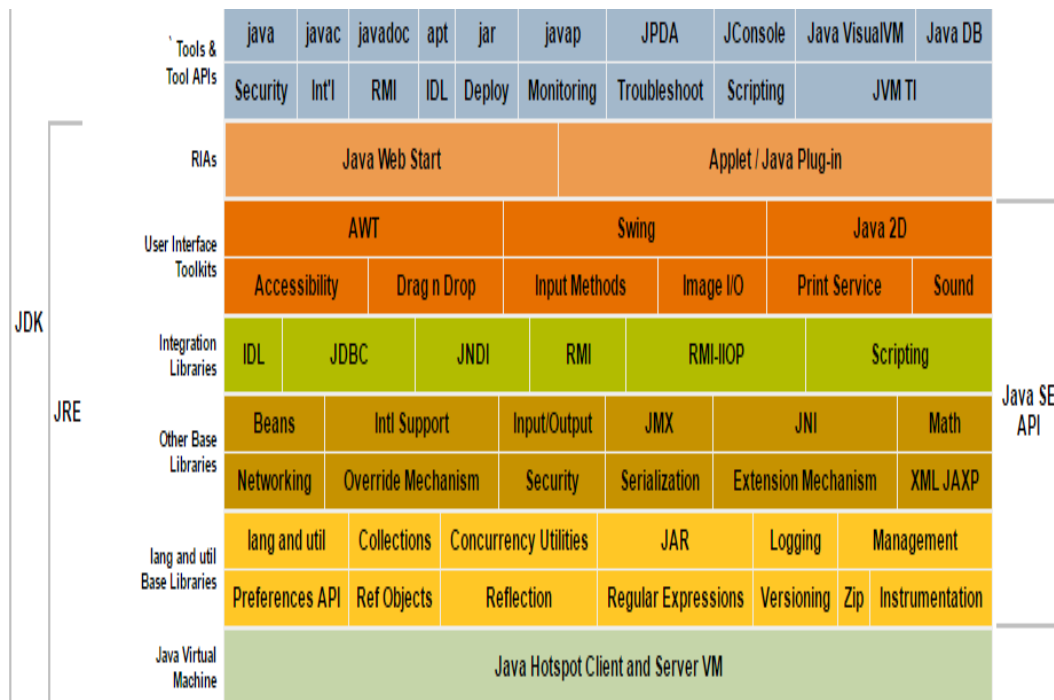 java javac javadoc apt jar javap JPDA JConsole Java VisualVM Java DB
` Tools &
Tool APIs
Security Int'l RMI IDL Deploy Monitoring Troubleshoot Scripting JVM TI
RIAs
Java Web Start Applet / Java Plug-in
AWT Swing Java 2D
User Interface
Toolkits
Accessibility Drag n Drop Input Methods Image I/O Print Service Sound
JDK
Integration
Libraries
IDL JDBC JNDI RMI RMI-IIOP Scripting
JRE
Java SE
API
Other Base
Libraries
Beans Intl Support Input/Output JMX JNI Math
Networking Override Mechanism Security Serialization Extension Mechanism XML JAXP
lang and util
Base Libraries
lang and util Collections Concurrency Utilities JAR Logging Management
Preferences API Ref Objects Reflection Regular Expressions Versioning Zip Instrumentation
Java Virtual
Machine
Java Hotspot Client and Server VM